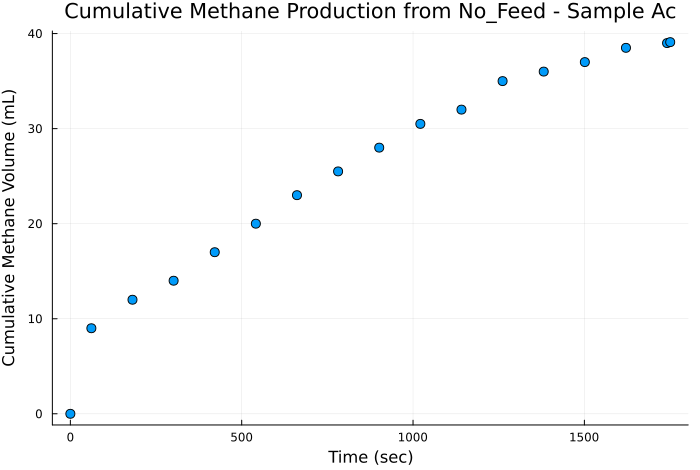 Cumulative Methane Production from No_Feed - Sample Ac
Cumulative Methane Volume (mL)
40
30
20
10
0
0 500 1000 1500
Time (sec)